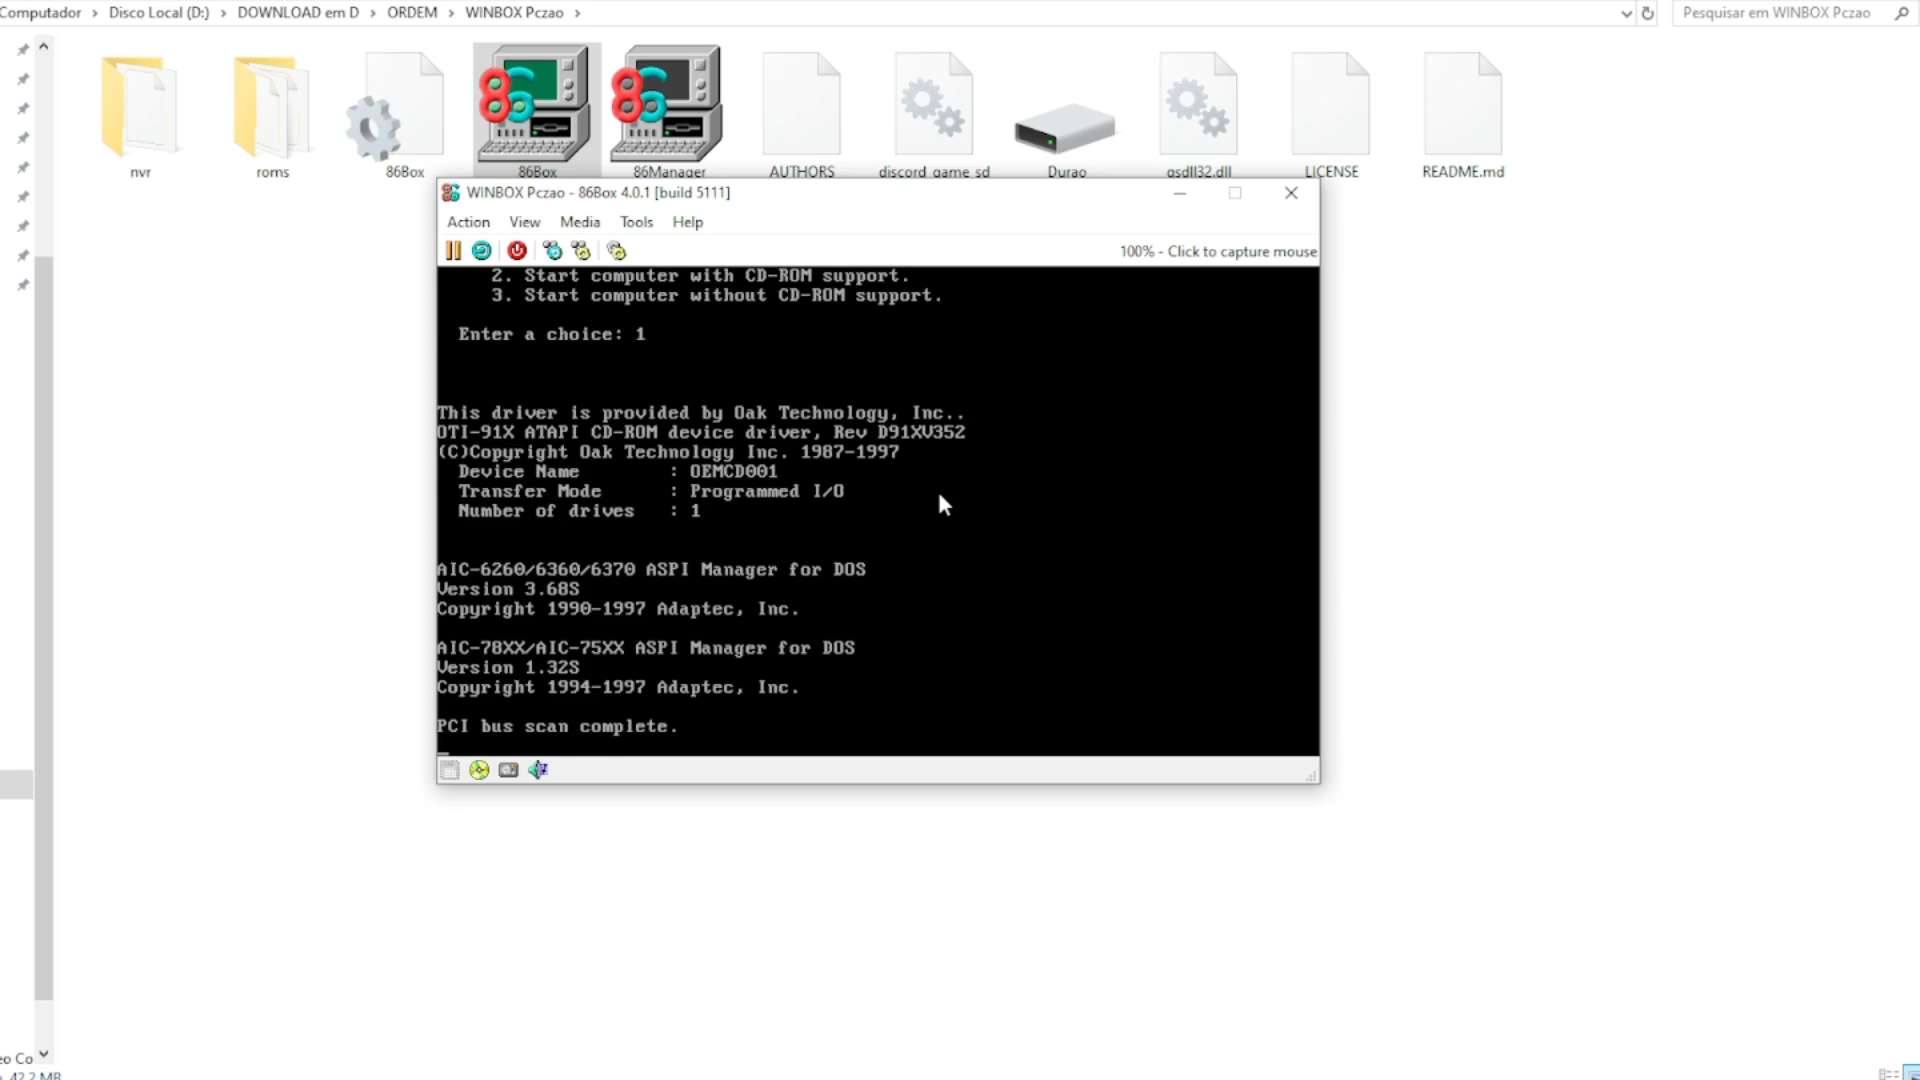 Computador > Disco Local (D:) > DOWNLOAD em D > ORDEM > WINBOX Pczao >
Pesquisar em WINBOX Pczao
nvr
roms
86Box
86Box
86Manager
AUTHORS
discord_game_sd
Durao
gsdll32.dll
LICENSE
README.md
WINBOX Pczao - 86Box 4.0.1 [build 5111]
Action View Media Tools Help
100% - Click to capture mouse
2. Start computer with CD-ROM support.
3. Start computer without CD-ROM support.
Enter a choice: 1
This driver is provided by Oak Technology, Inc..
OTI-91X ATAPI CD-ROM device driver, Rev D91XV352
(C)Copyright Oak Technology Inc. 1987-1997
Device Name : OEMCD001
Transfer Mode : Programmed I/O
Number of drives : 1
AIC-6260/6360/6370 ASPI Manager for DOS
Version 3.68S
Copyright 1990-1997 Adaptec, Inc.
AIC-78XX/AIC-75XX ASPI Manager for DOS
Version 1.32S
Copyright 1994-1997 Adaptec, Inc.
PCI bus scan complete.
eo Co
42,2 MB